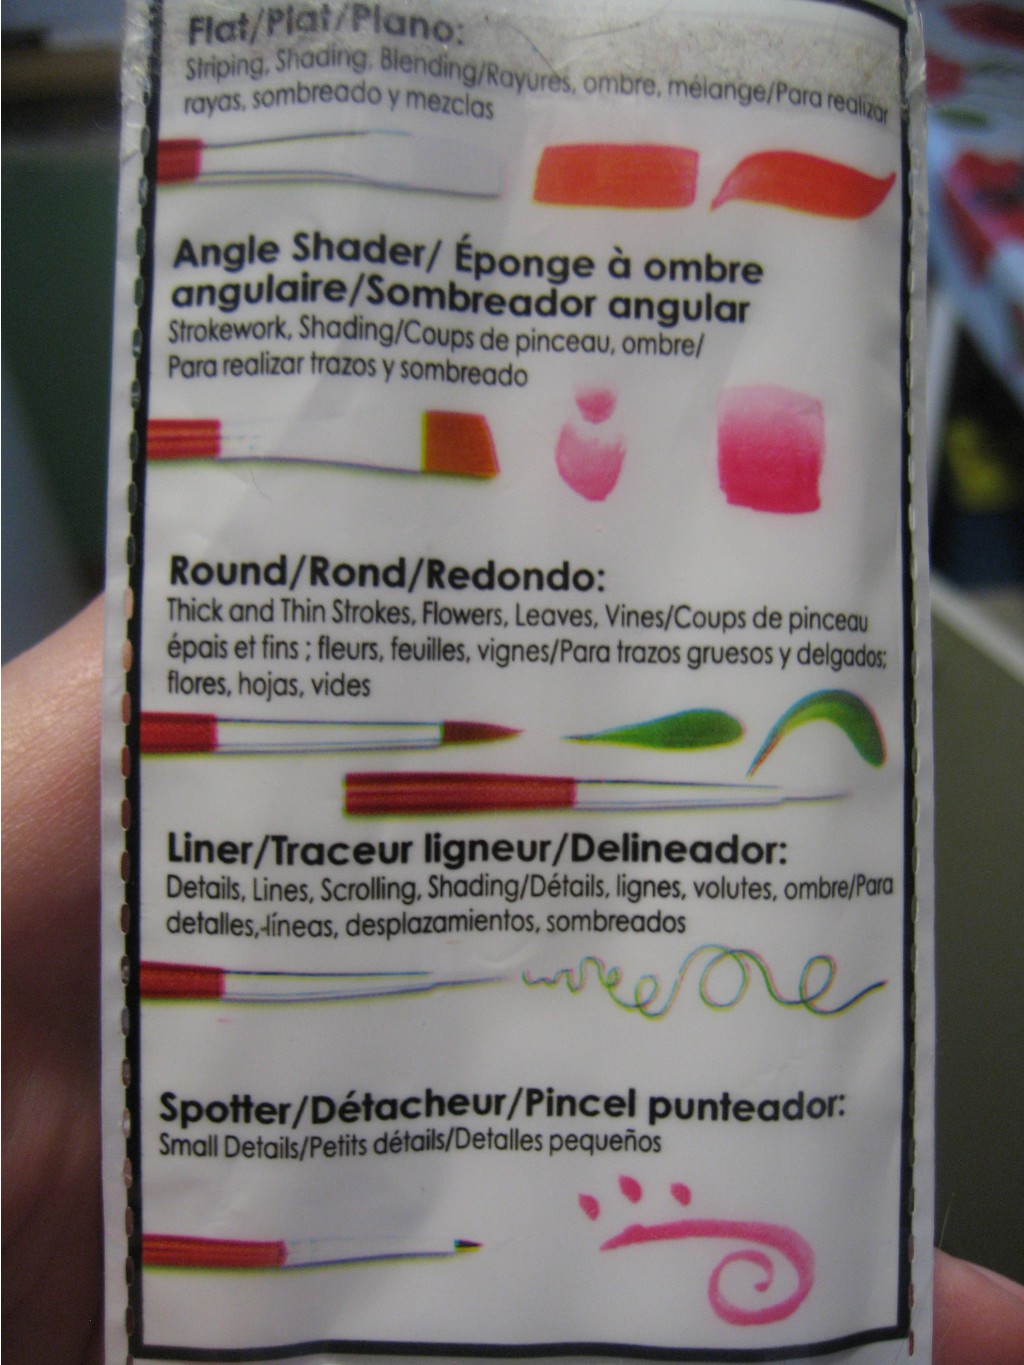 Flat/Plat/Plano:
Striping, Shading, Blending/Rayures, ombre, mélange/Para realizar
rayas, sombreado y mezclas
Angle Shader/ Éponge à ombre
angulaire/Sombreador angular
Strokework, Shading/Coups de pinceau, ombre/
Para realizar trazos y sombreado
Round/Rond/Redondo:
Thick and Thin Strokes, Flowers, Leaves, Vines/Coups de pinceau
épais et fins ; fleurs, feuilles, vignes/Para trazos gruesos y delgados;
flores, hojas, vides
Liner/Traceur ligneur/Delineador:
Details, Lines, Scrolling, Shading/Détails, lignes, volutes, ombre/Para
detalles, líneas, desplazamientos, sombreados
Spotter/Détacheur/Pincel punteador:
Small Details/Petits détails/Detalles pequeños